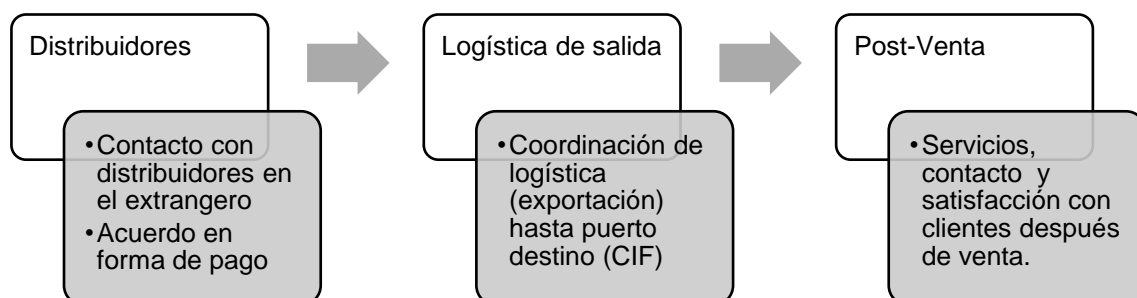 Distribuidores
•Contacto con
distribuidores en
el extrangero
•Acuerdo en
forma de pago
Logística de salida
•Coordinación de
logística
(exportación)
hasta puerto
destino (CIF)
Post-Venta
•Servicios,
contacto y
satisfacción con
clientes después
de venta.